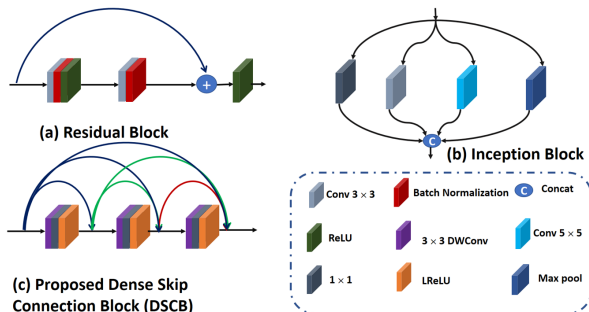 +
(a) Residual Block
C
(b) Inception Block
Conv 3 × 3
Batch Normalization
C
Concat
ReLU
3 × 3 DWConv
Conv 5 × 5
1 × 1
LReLU
Max pool
(c) Proposed Dense Skip
Connection Block (DSCB)